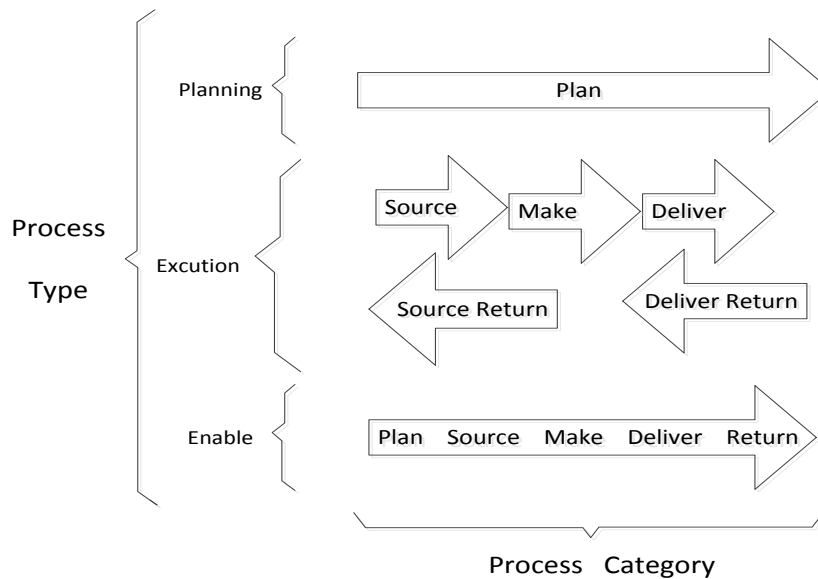 Planning
Plan
Source Make Deliver
Process
Type
Excution
Source Return Deliver Return
Enable
Plan Source Make Deliver Return
Process Category